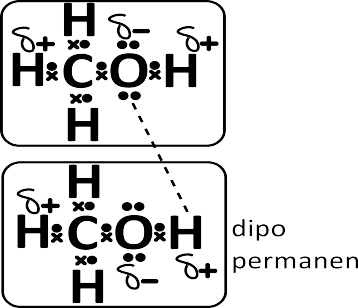 H δ−
δ+ δ+
H C O H
H
H
δ+
H C O H dipo
permanen
H δ− δ+